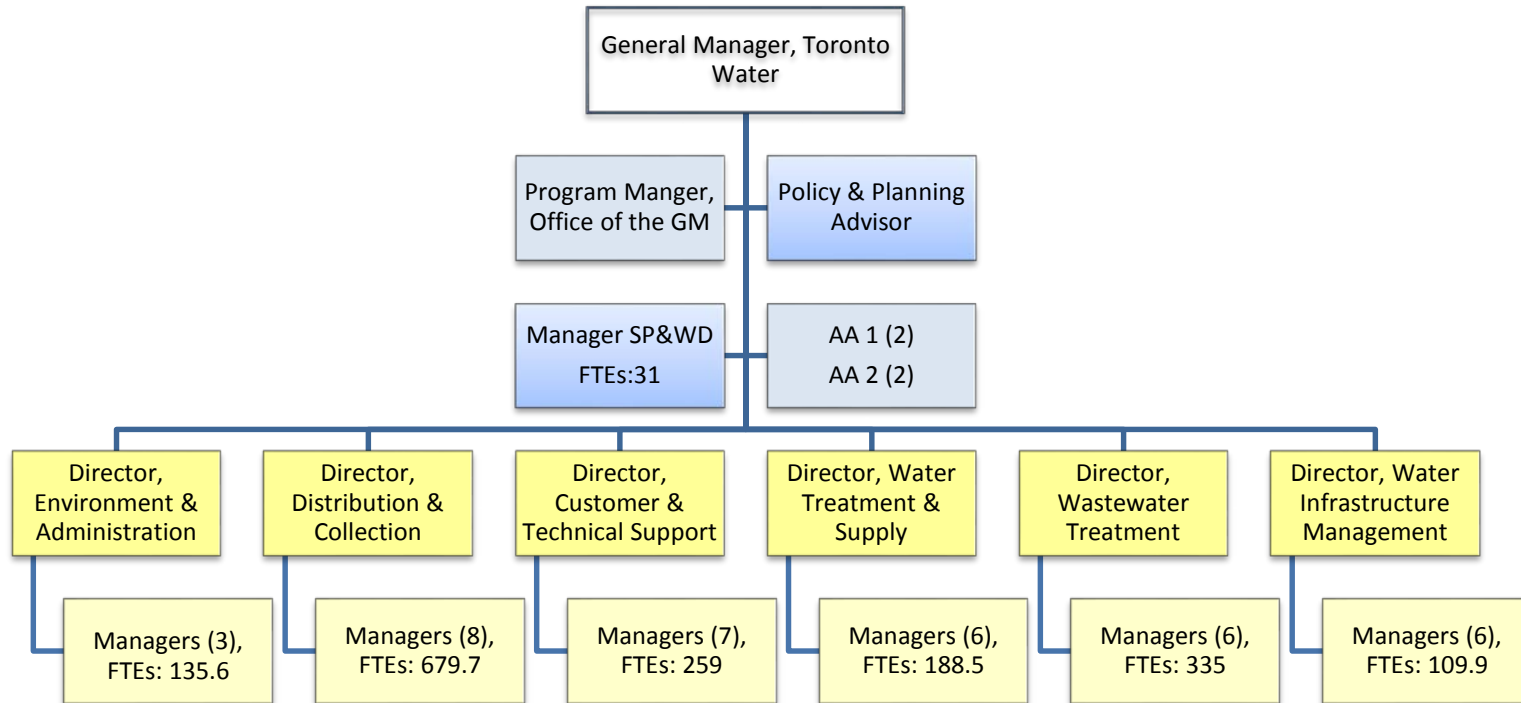 General Manager, Toronto
Water
Program Manger,
Office of the GM
Policy & Planning
Advisor
Manager SP&WD
FTEs:31
AA 1 (2)
AA 2 (2)
Director,
Environment &
Administration
Director,
Distribution &
Collection
Director,
Customer &
Technical Support
Director, Water
Treatment &
Supply
Director,
Wastewater
Treatment
Director, Water
Infrastructure
Management
Managers (3),
FTEs: 135.6
Managers (8),
FTEs: 679.7
Managers (7),
FTEs: 259
Managers (6),
FTEs: 188.5
Managers (6),
FTEs: 335
Managers (6),
FTEs: 109.9